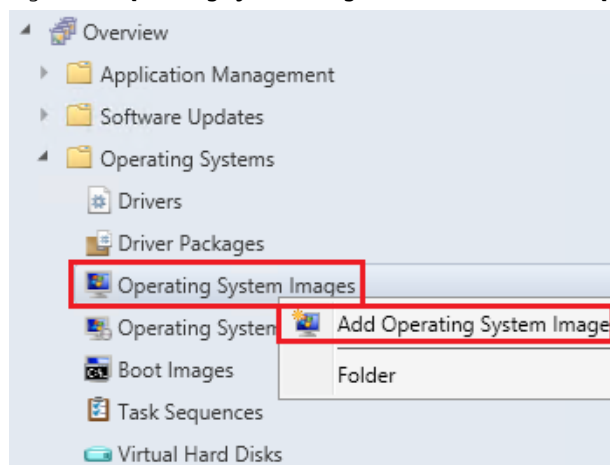 Overview
Application Management
Software Updates
Operating Systems
Drivers
Driver Packages
Operating System Images
Operating System
Add Operating System Image
Boot Images
Folder
Task Sequences
Virtual Hard Disks